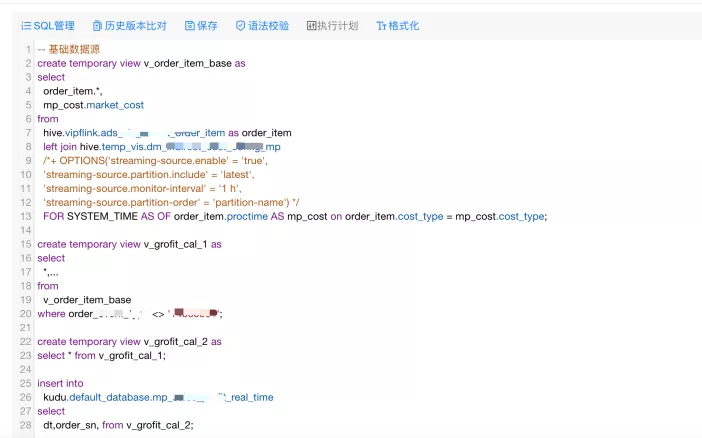 SQL管理 历史版本比对 保存 语法校验 执行计划 格式化
1 -- 基础数据源
2 create temporary view v_order_item_base as
3 select
4 order_item.*,
5 mp_cost.market_cost
6 from
7 hive.vipflink.ads_ order_item as order_item
8 left join hive.temp_vis.dm_ mp
9 /*+ OPTIONS('streaming-source.enable' = 'true',
10 'streaming-source.partition.include' = 'latest',
11 'streaming-source.monitor-interval' = '1 h',
12 'streaming-source.partition-order' = 'partition-name') */
13 FOR SYSTEM_TIME AS OF order_item.proctime AS mp_cost on order_item.cost_type = mp_cost.cost_type;
14
15 create temporary view v_grofit_cal_1 as
16 select
17 *,...
18 from
19 v_order_item_base
20 where order_ <> ' ';
21
22 create temporary view v_grofit_cal_2 as
23 select * from v_grofit_cal_1;
24
25 insert into
26 kudu.default_database.mp_ _real_time
27 select
28 dt,order_sn, from v_grofit_cal_2;